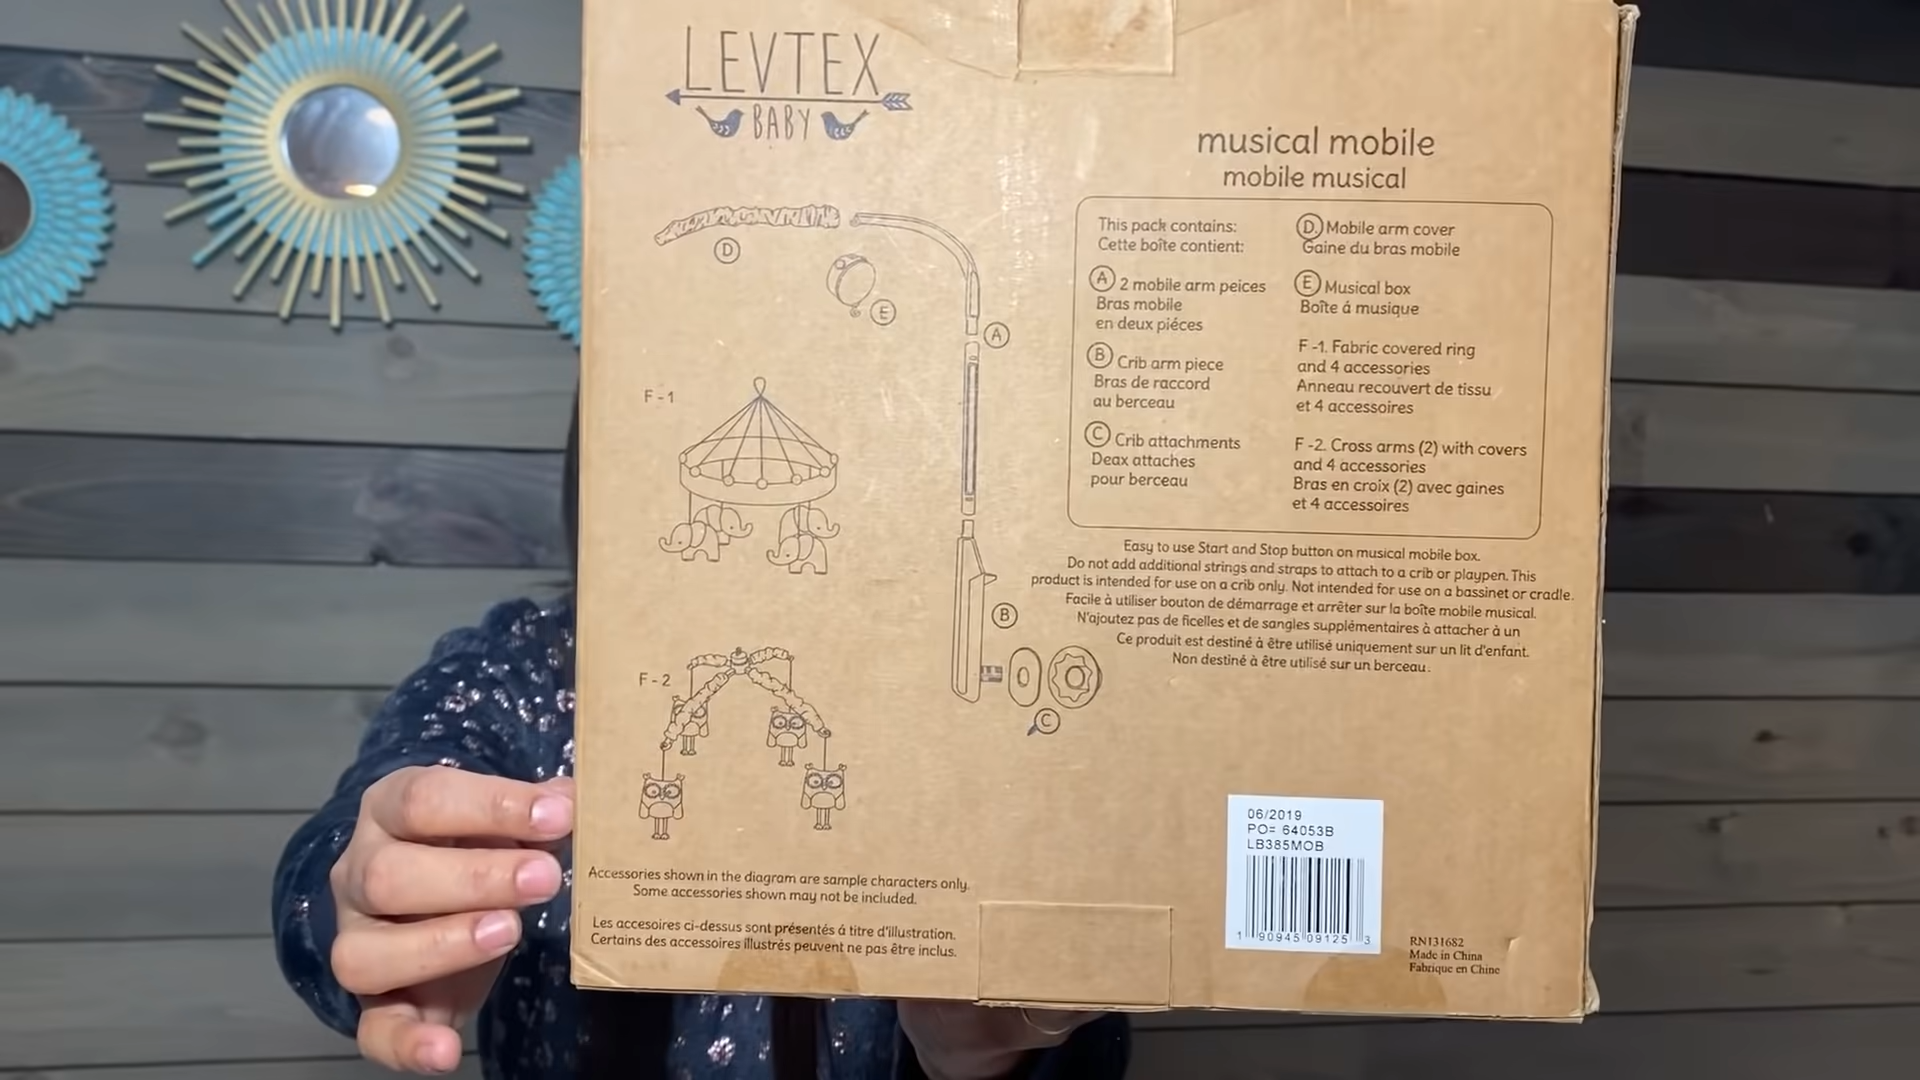 LEVTEX
BABY
musical mobile
mobile musical
This pack contains:
Cette boîte contient:
A 2 mobile arm peices
Bras mobile
en deux piéces
B Crib arm piece
Bras de raccord
au berceau
C Crib attachments
Deax attaches
pour berceau
D. Mobile arm cover
Gaine du bras mobile
E Musical box
Boîte á musique
F -1. Fabric covered ring
and 4 accessories
Anneau recouvert de tissu
et 4 accessoires
F -2. Cross arms (2) with covers
and 4 accessories
Bras en croix (2) avec gaines
et 4 accessoires
D
E
A
F - 1
B
F - 2
C
Easy to use Start and Stop button on musical mobile box.
Do not add additional strings and straps to attach to a crib or playpen. This
product is intended for use on a crib only. Not intended for use on a bassinet or cradle.
Facile à utiliser bouton de démarrage et arrêter sur la boîte mobile musical.
N'ajoutez pas de ficelles et de sangles supplémentaires à attacher à un
Ce produit est destiné à être utilisé uniquement sur un lit d'enfant.
Non destiné à être utilisé sur un berceau.
Accessories shown in the diagram are sample characters only.
Some accessories shown may not be included.
Les accesoires ci-dessus sont présentés á titre d'illustration.
Certains des accessoires illustrés peuvent ne pas être inclus.
06/2019
PO= 64053B
LB385MOB
1 90945 09125 3
RN131682
Made in China
Fabrique en Chine